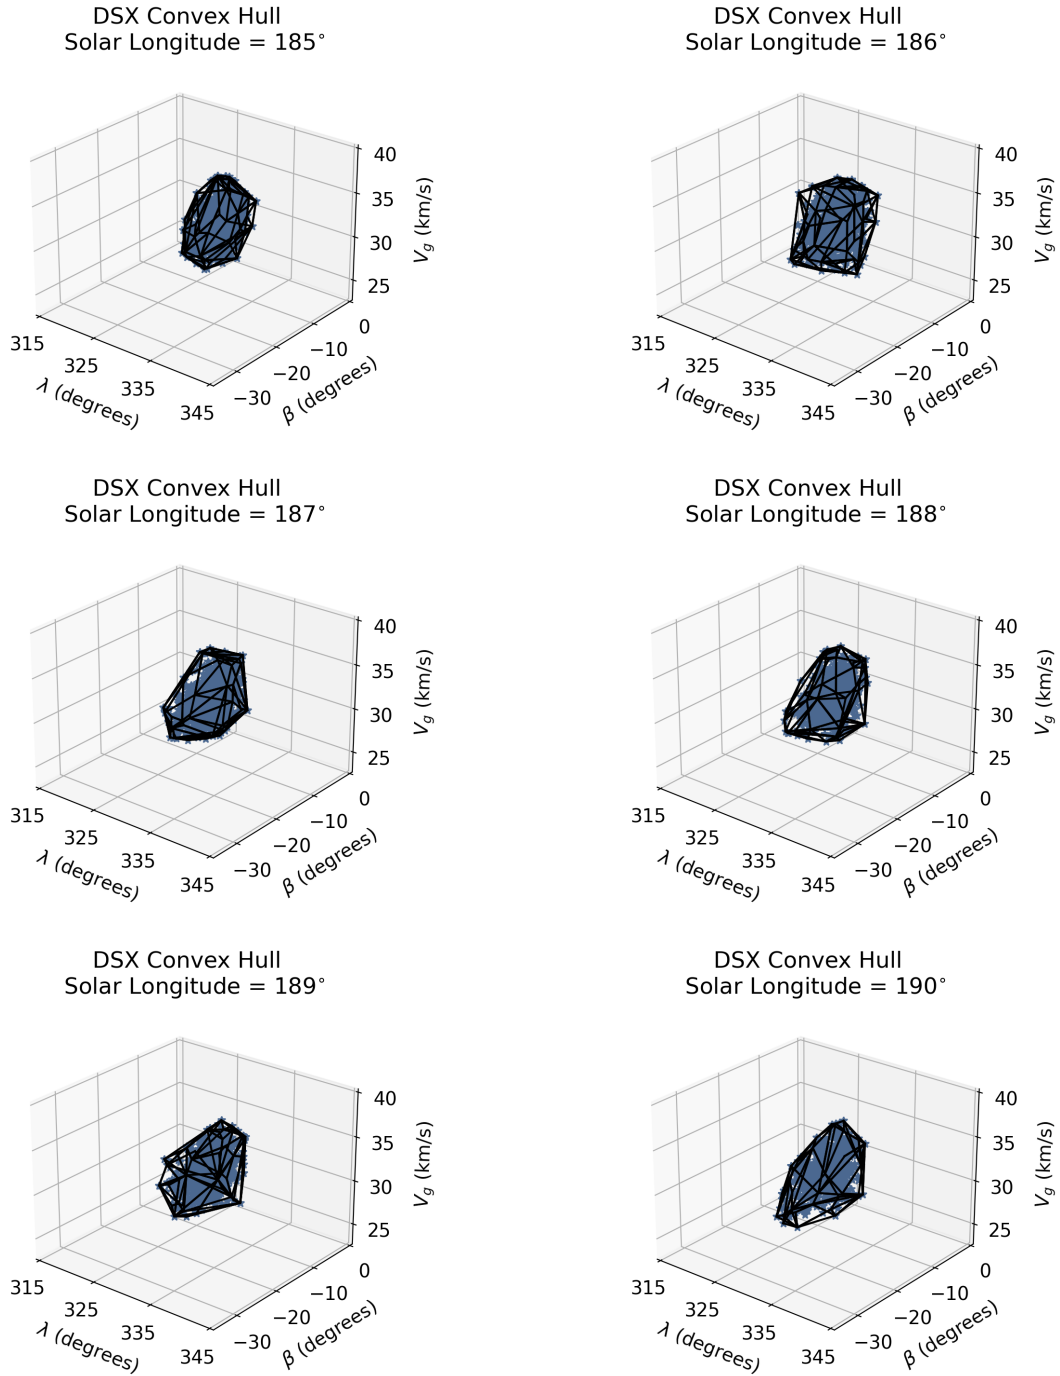 DSX Convex Hull
Solar Longitude = 185°
40
35
30
25
V_g (km/s)
315
325
335
345
λ (degrees)
0
−10
−20
−30
β (degrees)
DSX Convex Hull
Solar Longitude = 186°
40
35
30
25
V_g (km/s)
315
325
335
345
λ (degrees)
0
−10
−20
−30
β (degrees)
DSX Convex Hull
Solar Longitude = 187°
40
35
30
25
V_g (km/s)
315
325
335
345
λ (degrees)
0
−10
−20
−30
β (degrees)
DSX Convex Hull
Solar Longitude = 188°
40
35
30
25
V_g (km/s)
315
325
335
345
λ (degrees)
0
−10
−20
−30
β (degrees)
DSX Convex Hull
Solar Longitude = 189°
40
35
30
25
V_g (km/s)
315
325
335
345
λ (degrees)
0
−10
−20
−30
β (degrees)
DSX Convex Hull
Solar Longitude = 190°
40
35
30
25
V_g (km/s)
315
325
335
345
λ (degrees)
0
−10
−20
−30
β (degrees)